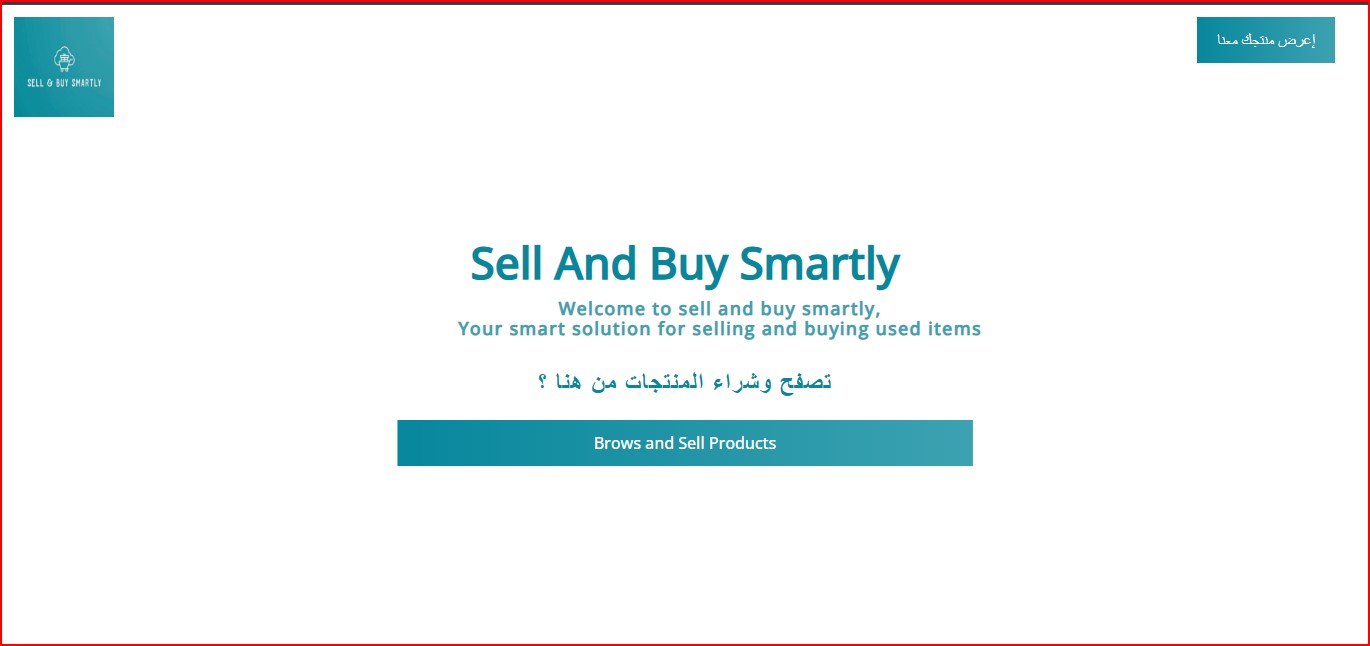 SELL & BUY SMARTLY
إعرض منتجك معنا
Sell And Buy Smartly
Welcome to sell and buy smartly,
Your smart solution for selling and buying used items
تصفح وشراء المنتجات من هنا ؟
Brows and Sell Products